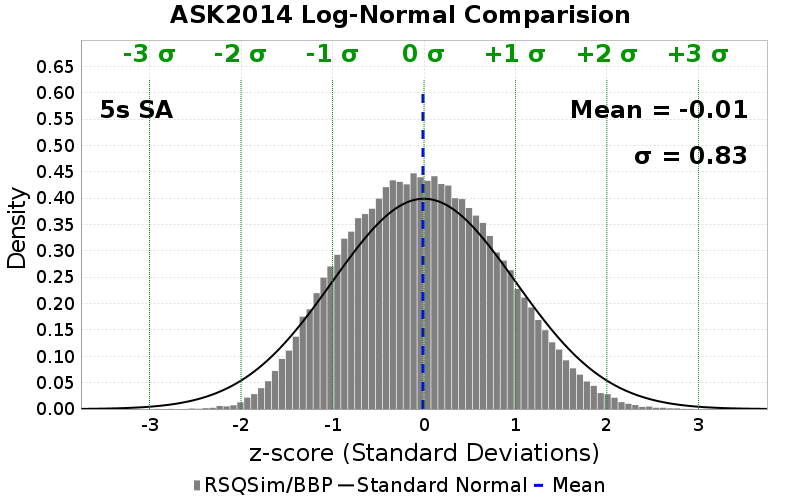 ASK2014 Log-Normal Comparision
-3 σ -2 σ -1 σ 0 σ +1 σ +2 σ +3 σ
5s SA
Mean = -0.01
σ = 0.83
Density
0.65
0.60
0.55
0.50
0.45
0.40
0.35
0.30
0.25
0.20
0.15
0.10
0.05
0.00
-3 -2 -1 0 1 2 3
z-score (Standard Deviations)
RSQSim/BBP Standard Normal Mean